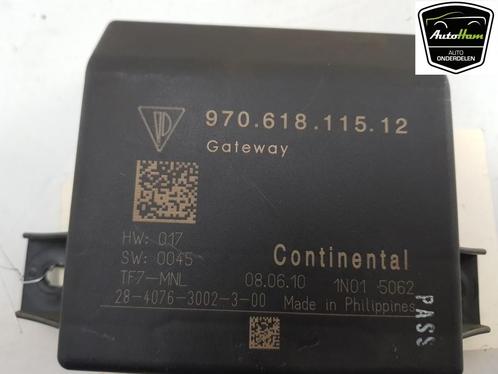 AutoHam
AUTO
ONDERDELEN
970.618.115.12
Gateway
HW: 017
SW: 0045
TF7-MNL
Continental
08.06.10 1N01 5062
28-4076-3002-3-00 Made in Philippines
PASS